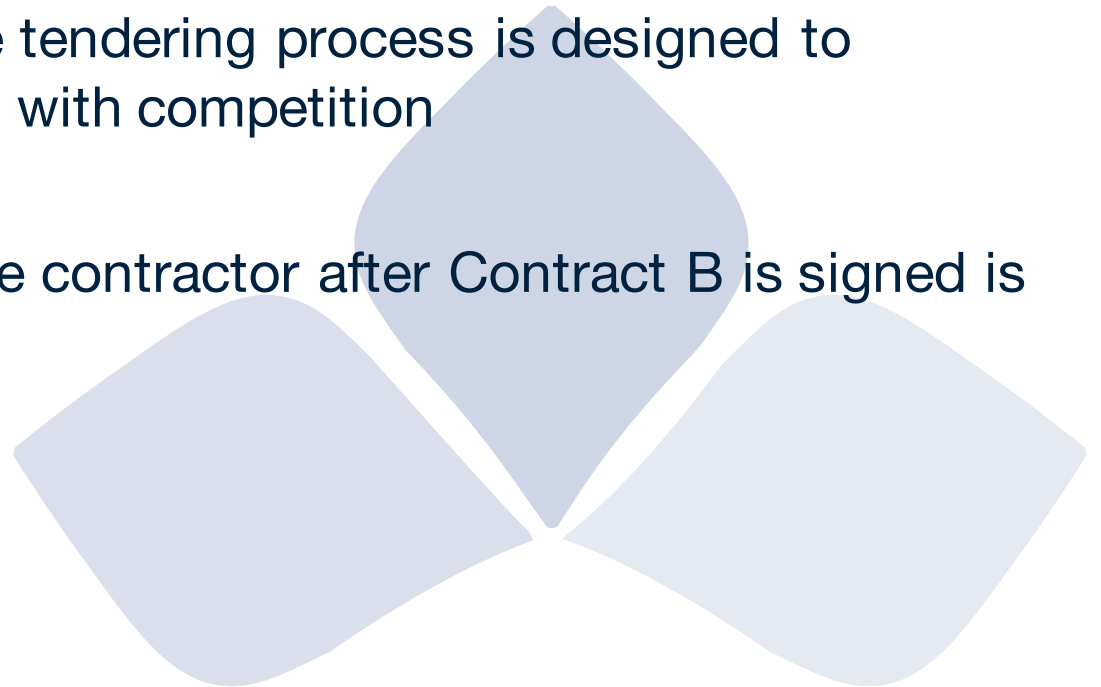 e tendering process is designed to
with competition
e contractor after Contract B is signed is